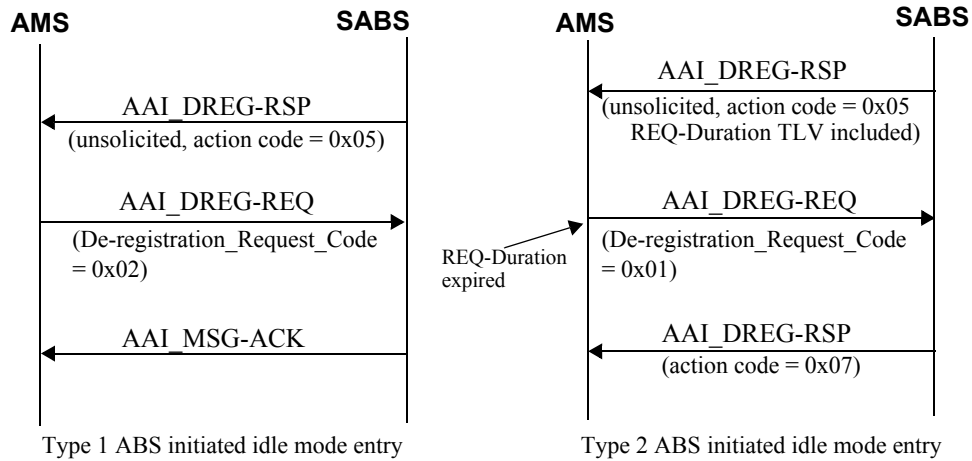 AMS
SABS
AAI_DREG-RSP
(unsolicited, action code = 0x05)
AAI_DREG-REQ
(De-registration_Request_Code
= 0x02)
AAI_MSG-ACK
Type 1 ABS initiated idle mode entry
AMS
SABS
AAI_DREG-RSP
(unsolicited, action code = 0x05
REQ-Duration TLV included)
AAI_DREG-REQ
(De-registration_Request_Code
= 0x01)
REQ-Duration
expired
AAI_DREG-RSP
(action code = 0x07)
Type 2 ABS initiated idle mode entry